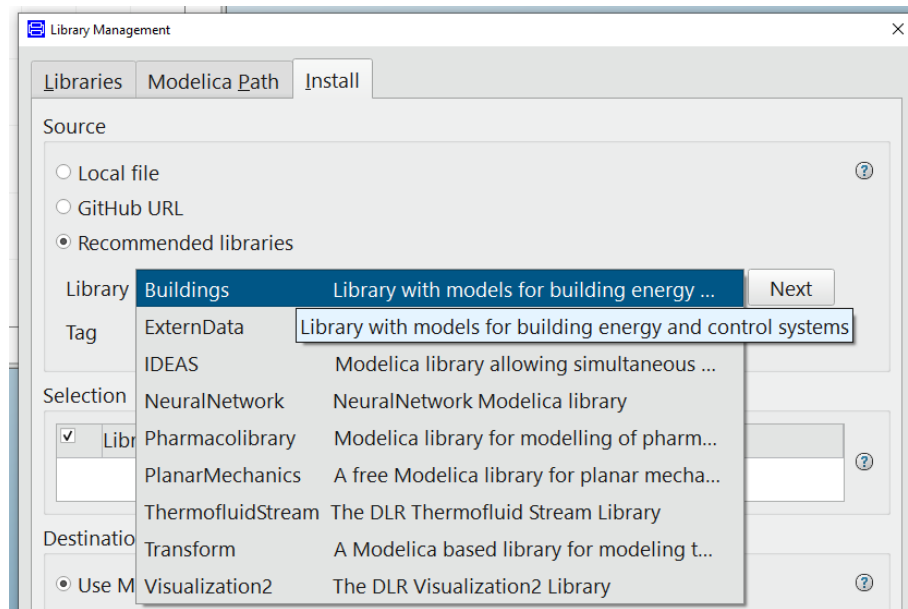 Library Management
Libraries Modelica Path Install
Source
Local file
GitHub URL
Recommended libraries
Library Buildings Library with models for building energy ... Next
Tag ExternData Library with models for building energy and control systems
IDEAS Modelica library allowing simultaneous ...
Selection NeuralNetwork NeuralNetwork Modelica library
Libr Pharmacolibrary Modelica library for modelling of pharm...
PlanarMechanics A free Modelica library for planar mecha...
ThermofluidStream The DLR Thermofluid Stream Library
Destinatio Transform A Modelica based library for modeling t...
Use M Visualization2 The DLR Visualization2 Library